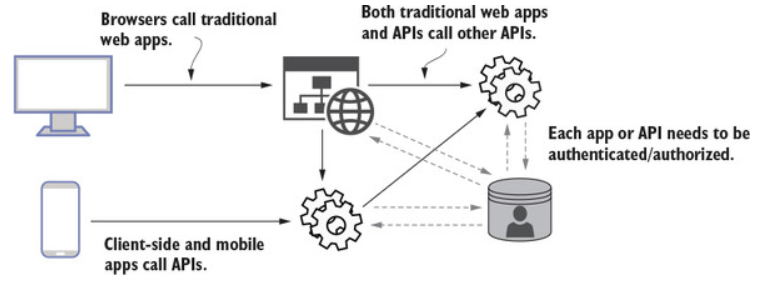 Browsers call traditional
web apps.
Both traditional web apps
and APIs call other APIs.
Each app or API needs to be
authenticated/authorized.
Client-side and mobile
apps call APIs.